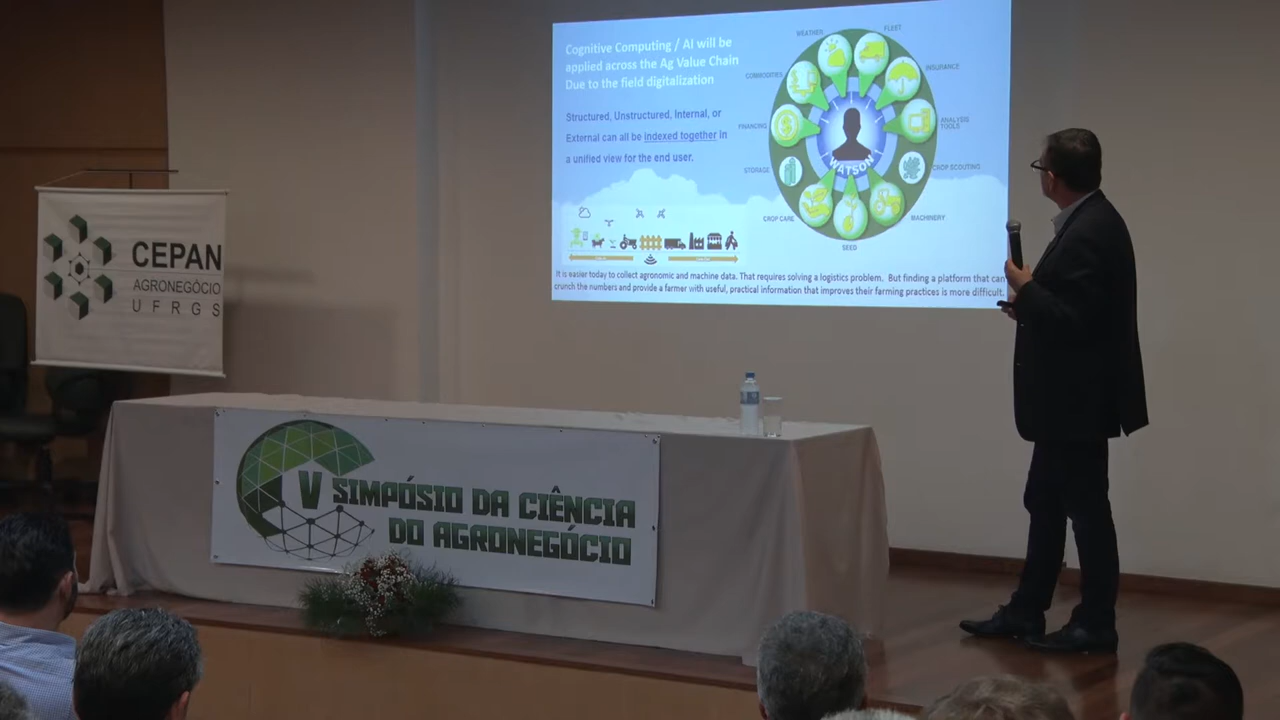 Cognitive Computing / AI will be
applied across the Ag Value Chain
Due to the field digitalization
Structured, Unstructured, Internal, or
External can all be indexed together in
a unified view for the end user.
WEATHER
FLEET
COMMODITIES
INSURANCE
FINANCING
ANALYSIS
TOOLS
STORAGE
CROP SCOUTING
CROP CARE
MACHINERY
SEED
WATSON
It is easier today to collect agronomic and machine data. That requires solving a logistics problem. But finding a platform that can
crunch the numbers and provide a farmer with useful, practical information that improves their farming practices is more difficult.
CEPAN
AGRONEGÓCIO
UFRGS
V SIMPÓSIO DA CIÊNCIA
DO AGRONEGÓCIO